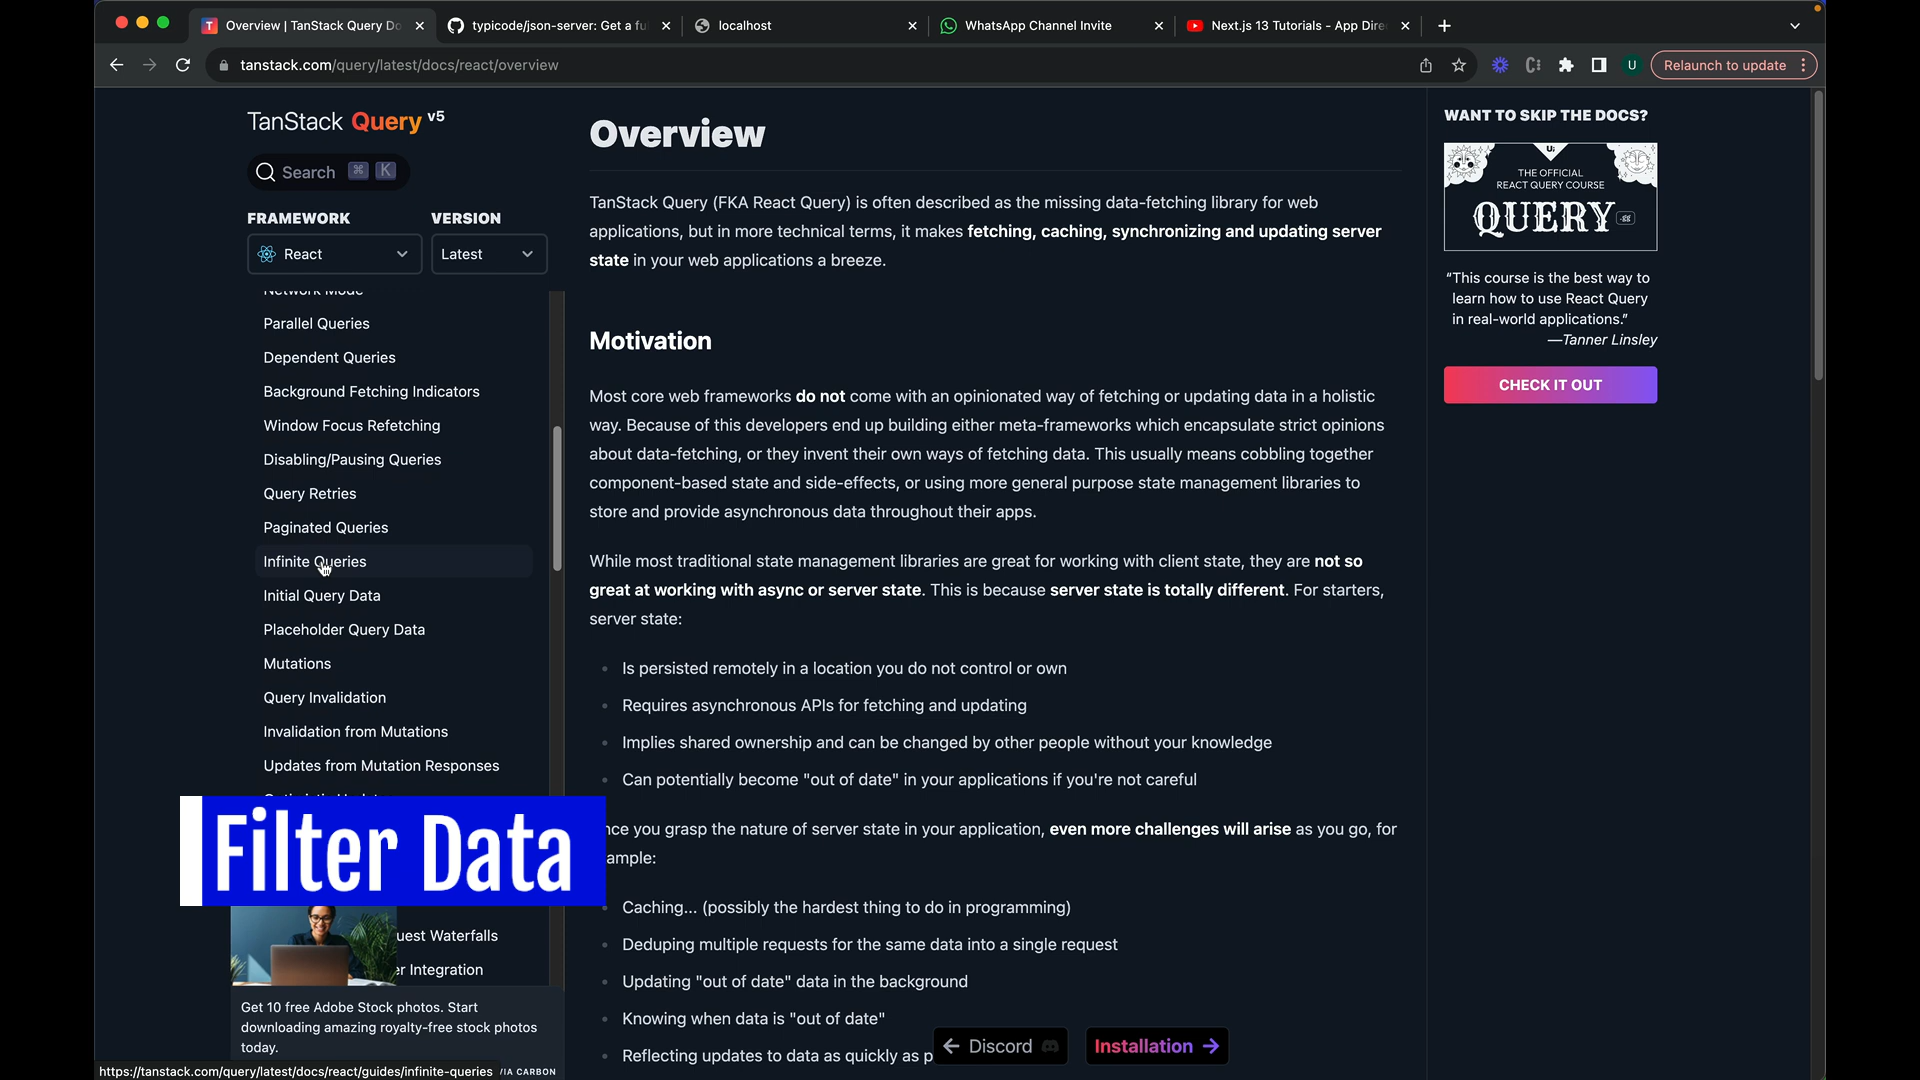 Overview | TanStack Query Do
typicode/json-server: Get a fu
localhost
WhatsApp Channel Invite
Next.js 13 Tutorials - App Dire
tanstack.com/query/latest/docs/react/overview
U
Relaunch to update
TanStack Query v5
Search ⌘ K
FRAMEWORK
VERSION
React
Latest
Network Mode
Parallel Queries
Dependent Queries
Background Fetching Indicators
Window Focus Refetching
Disabling/Pausing Queries
Query Retries
Paginated Queries
Infinite Queries
Initial Query Data
Placeholder Query Data
Mutations
Query Invalidation
Invalidation from Mutations
Updates from Mutation Responses
Filter Data
uest Waterfalls
er Integration
Get 10 free Adobe Stock photos. Start
downloading amazing royalty-free stock photos
today.
https://tanstack.com/query/latest/docs/react/guides/infinite-queries
VIA CARBON
Overview
TanStack Query (FKA React Query) is often described as the missing data-fetching library for web
applications, but in more technical terms, it makes fetching, caching, synchronizing and updating server
state in your web applications a breeze.
Motivation
Most core web frameworks do not come with an opinionated way of fetching or updating data in a holistic
way. Because of this developers end up building either meta-frameworks which encapsulate strict opinions
about data-fetching, or they invent their own ways of fetching data. This usually means cobbling together
component-based state and side-effects, or using more general purpose state management libraries to
store and provide asynchronous data throughout their apps.
While most traditional state management libraries are great for working with client state, they are not so
great at working with async or server state. This is because server state is totally different. For starters,
server state:
Is persisted remotely in a location you do not control or own
Requires asynchronous APIs for fetching and updating
Implies shared ownership and can be changed by other people without your knowledge
Can potentially become "out of date" in your applications if you're not careful
nce you grasp the nature of server state in your application, even more challenges will arise as you go, for
ample:
Caching... (possibly the hardest thing to do in programming)
Deduping multiple requests for the same data into a single request
Updating "out of date" data in the background
Knowing when data is "out of date"
Reflecting updates to data as quickly as p
Discord
Installation
WANT TO SKIP THE DOCS?
Ui
THE OFFICIAL
REACT QUERY COURSE
QUERY.gg
"This course is the best way to
learn how to use React Query
in real-world applications."
—Tanner Linsley
CHECK IT OUT